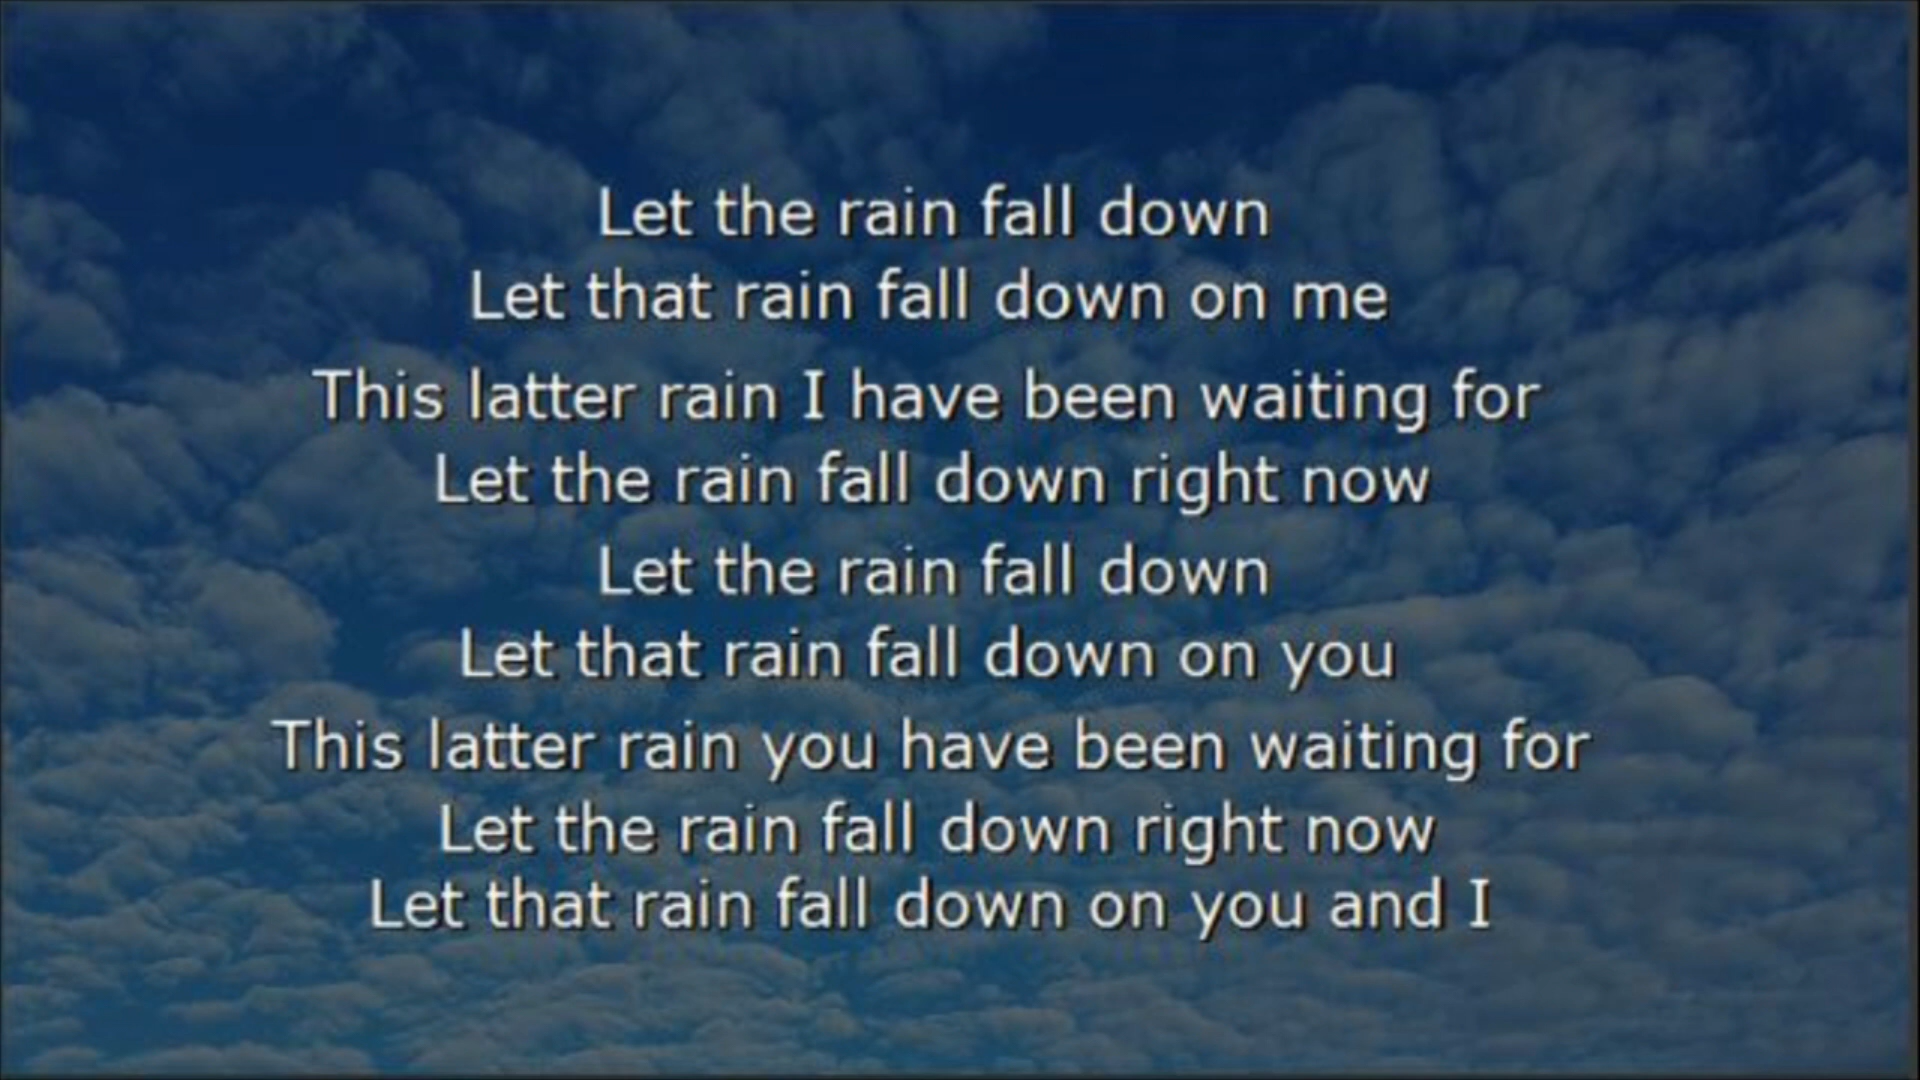 Let the rain fall down
Let that rain fall down on me
This latter rain I have been waiting for
Let the rain fall down right now
Let the rain fall down
Let that rain fall down on you
This latter rain you have been waiting for
Let the rain fall down right now
Let that rain fall down on you and I